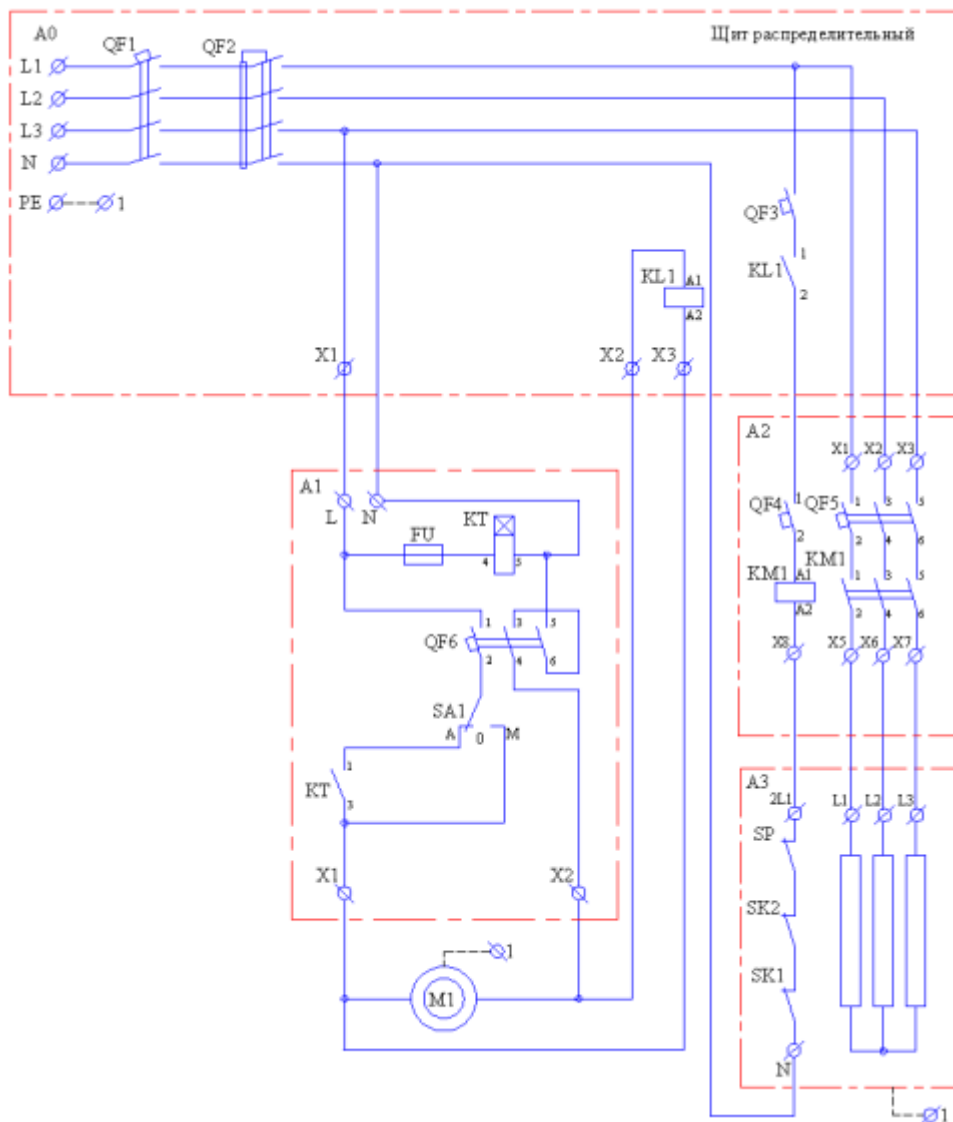 A0
Щит распределительный
QF1
QF2
L1
L2
L3
N
PE
1
QF3
1
KL1
2
KL1
A1
A2
X1
X2
X3
A2
X1
X2
X3
A1
L
N
FU
KT
4
5
QF4
1
2
QF5
1
3
5
2
4
6
KM1
A1
A2
KM1
1
3
5
2
4
6
QF6
1
3
5
2
4
6
X8
X5
X6
X7
SA1
A
0
M
KT
1
3
A3
2L1
L1
L2
L3
SP
X1
X2
SK2
1
M1
SK1
N
1